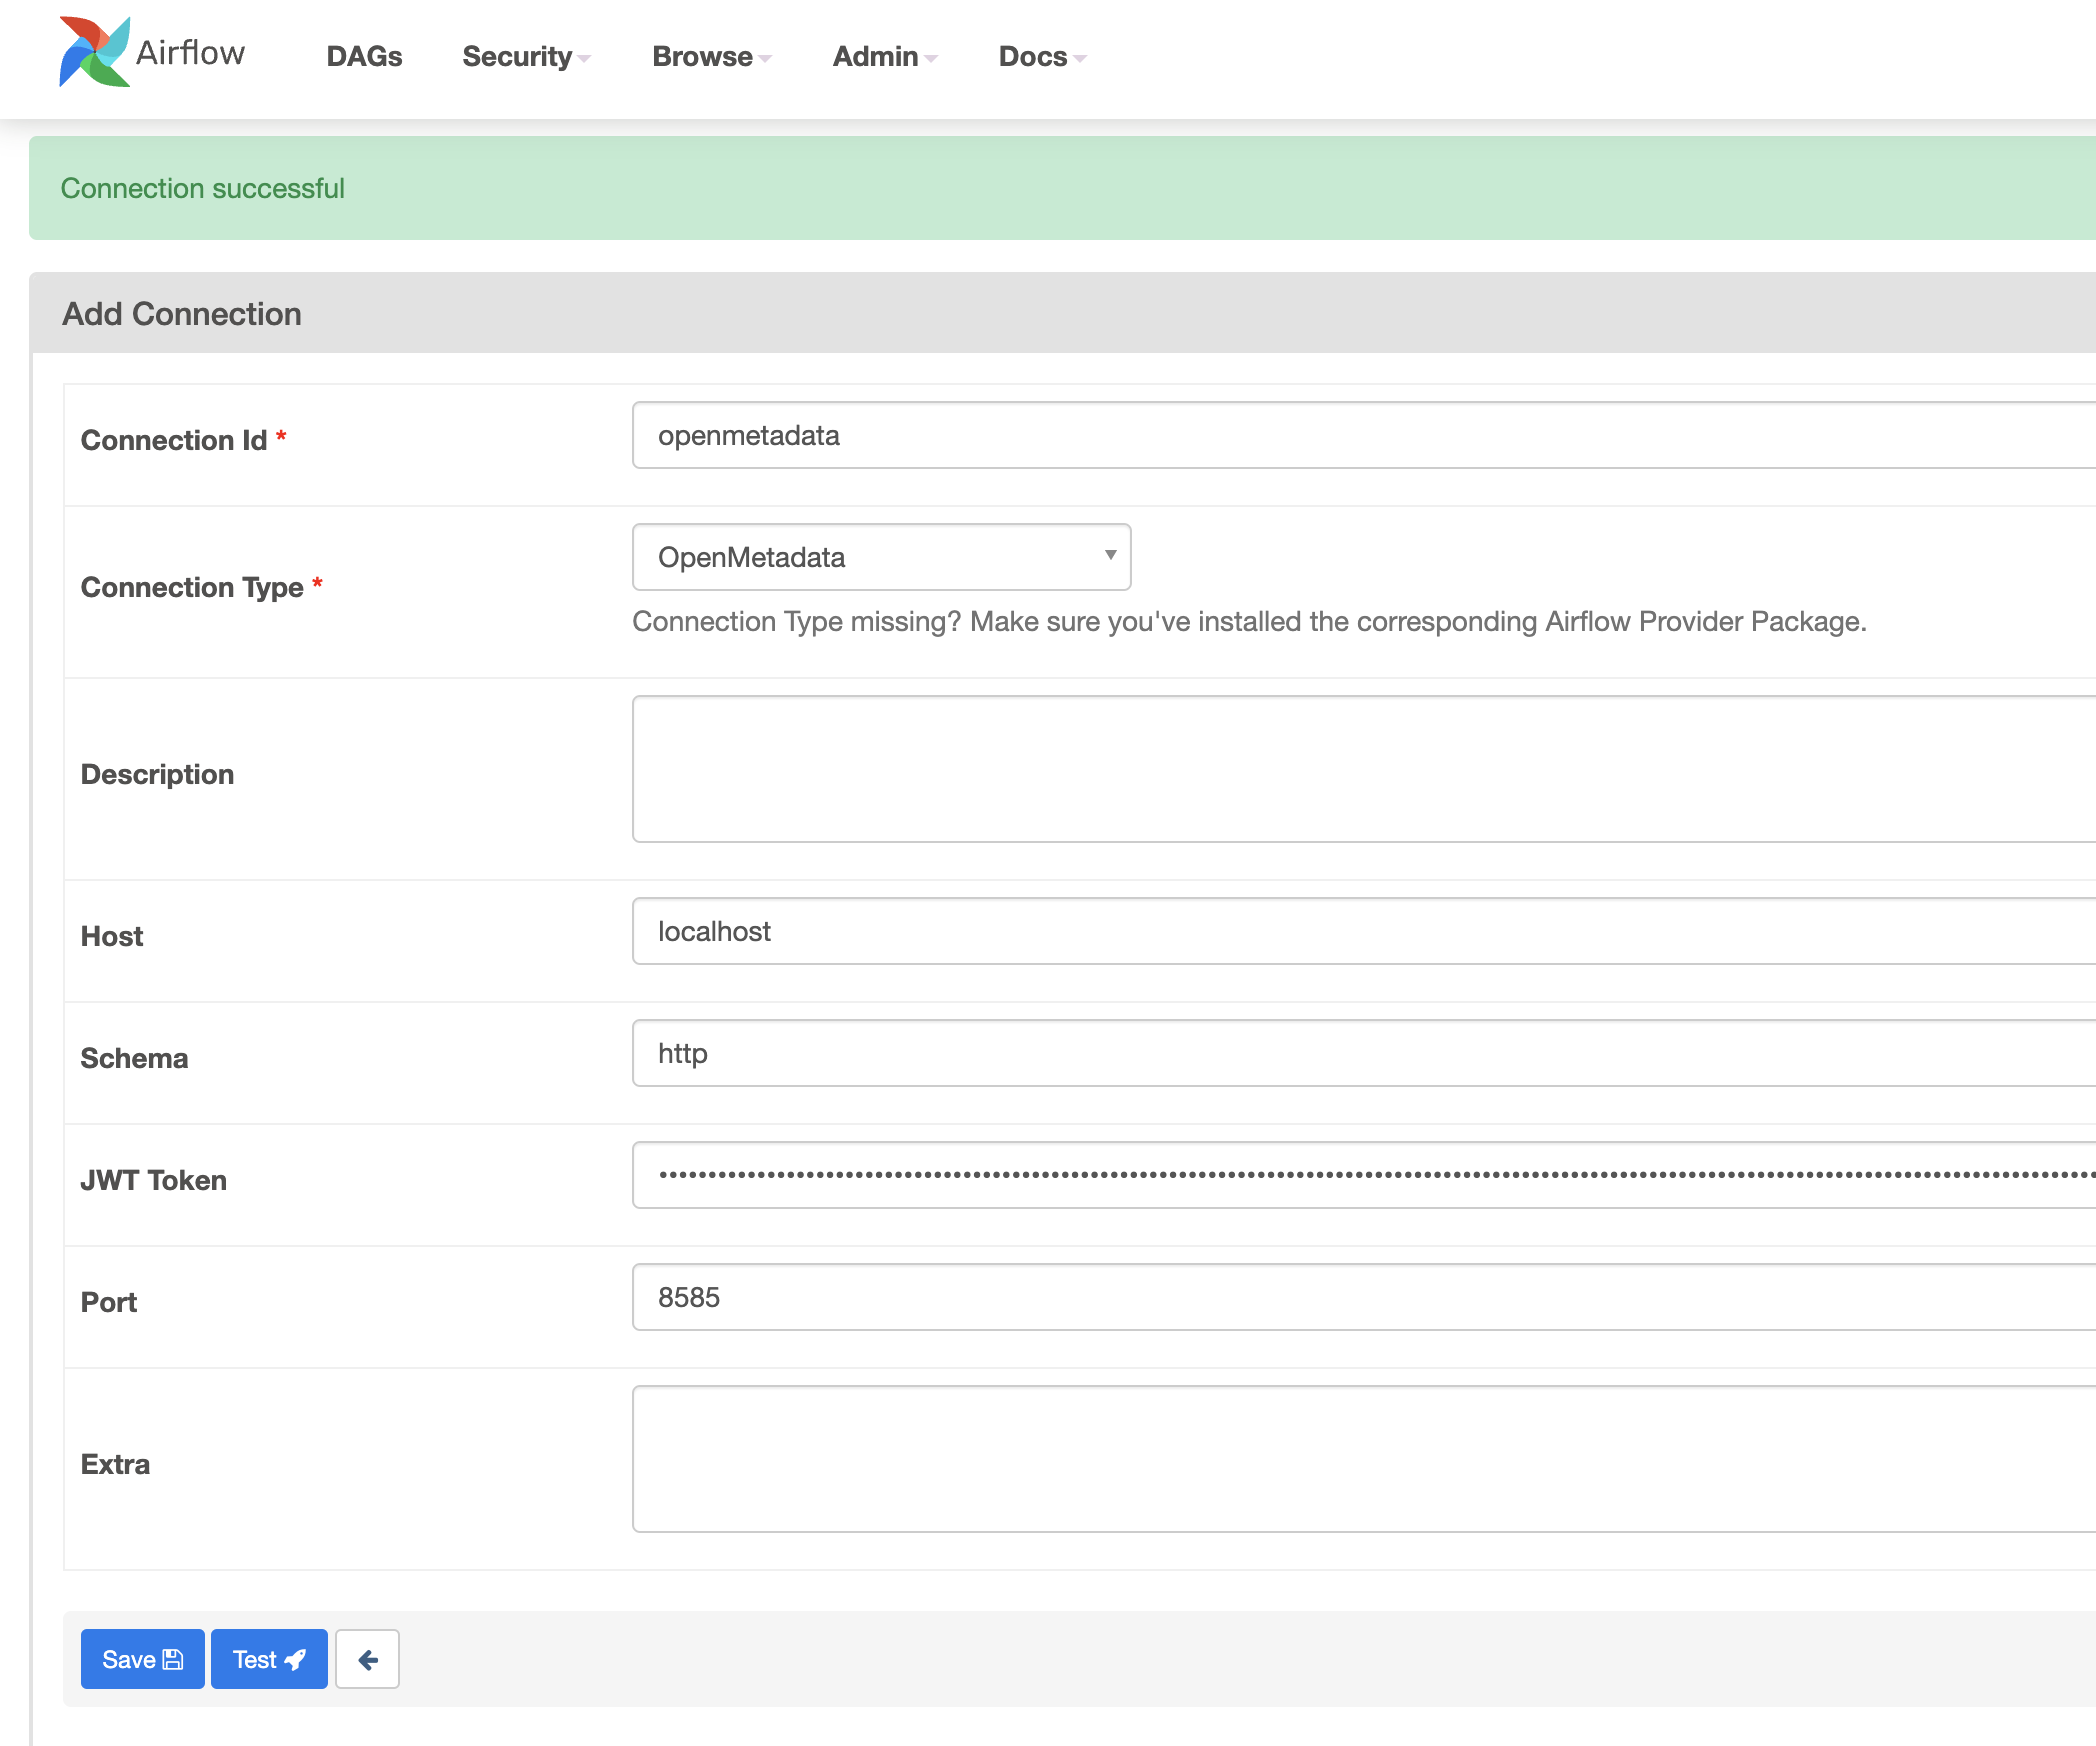 Airflow DAGs Security Browse Admin Docs
Connection successful
Add Connection
Connection Id * openmetadata
Connection Type * OpenMetadata
Connection Type missing? Make sure you've installed the corresponding Airflow Provider Package.
Description
Host localhost
Schema http
JWT Token
Port 8585
Extra
Save Test